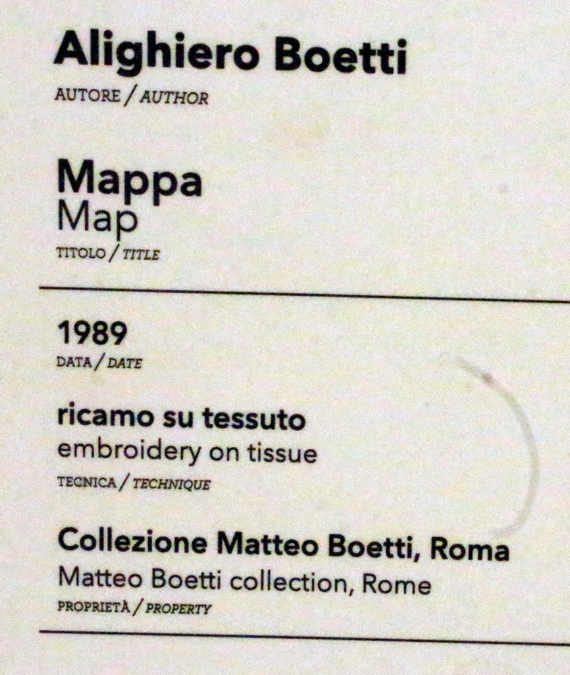 Alighiero Boetti
AUTORE / AUTHOR
Mappa
Map
TITOLO / TITLE
1989
DATA / DATE
ricamo su tessuto
embroidery on tissue
TECNICA / TECHNIQUE
Collezione Matteo Boetti, Roma
Matteo Boetti collection, Rome
PROPRIETÀ / PROPERTY